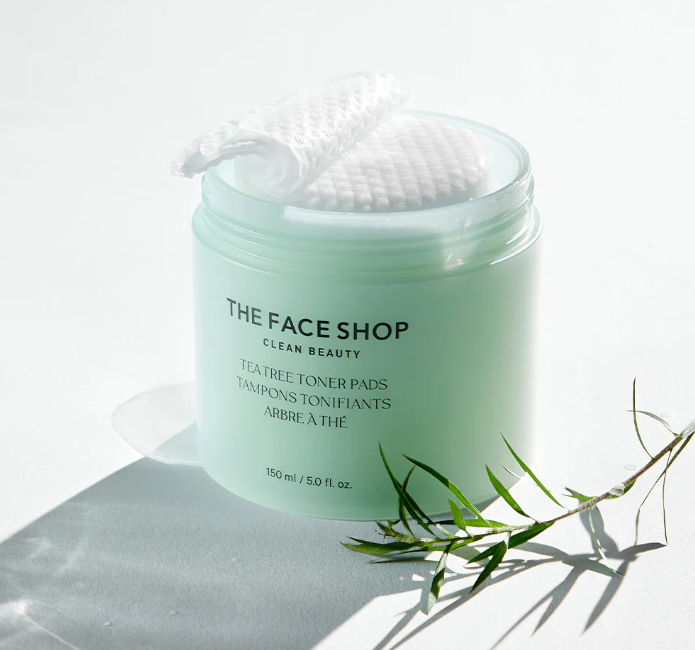 THE FACE SHOP
CLEAN BEAUTY
TEA TREE TONER PADS
TAMPONS TONIFIANTS
ARBRE À THÉ
150 ml / 5.0 fl. oz.